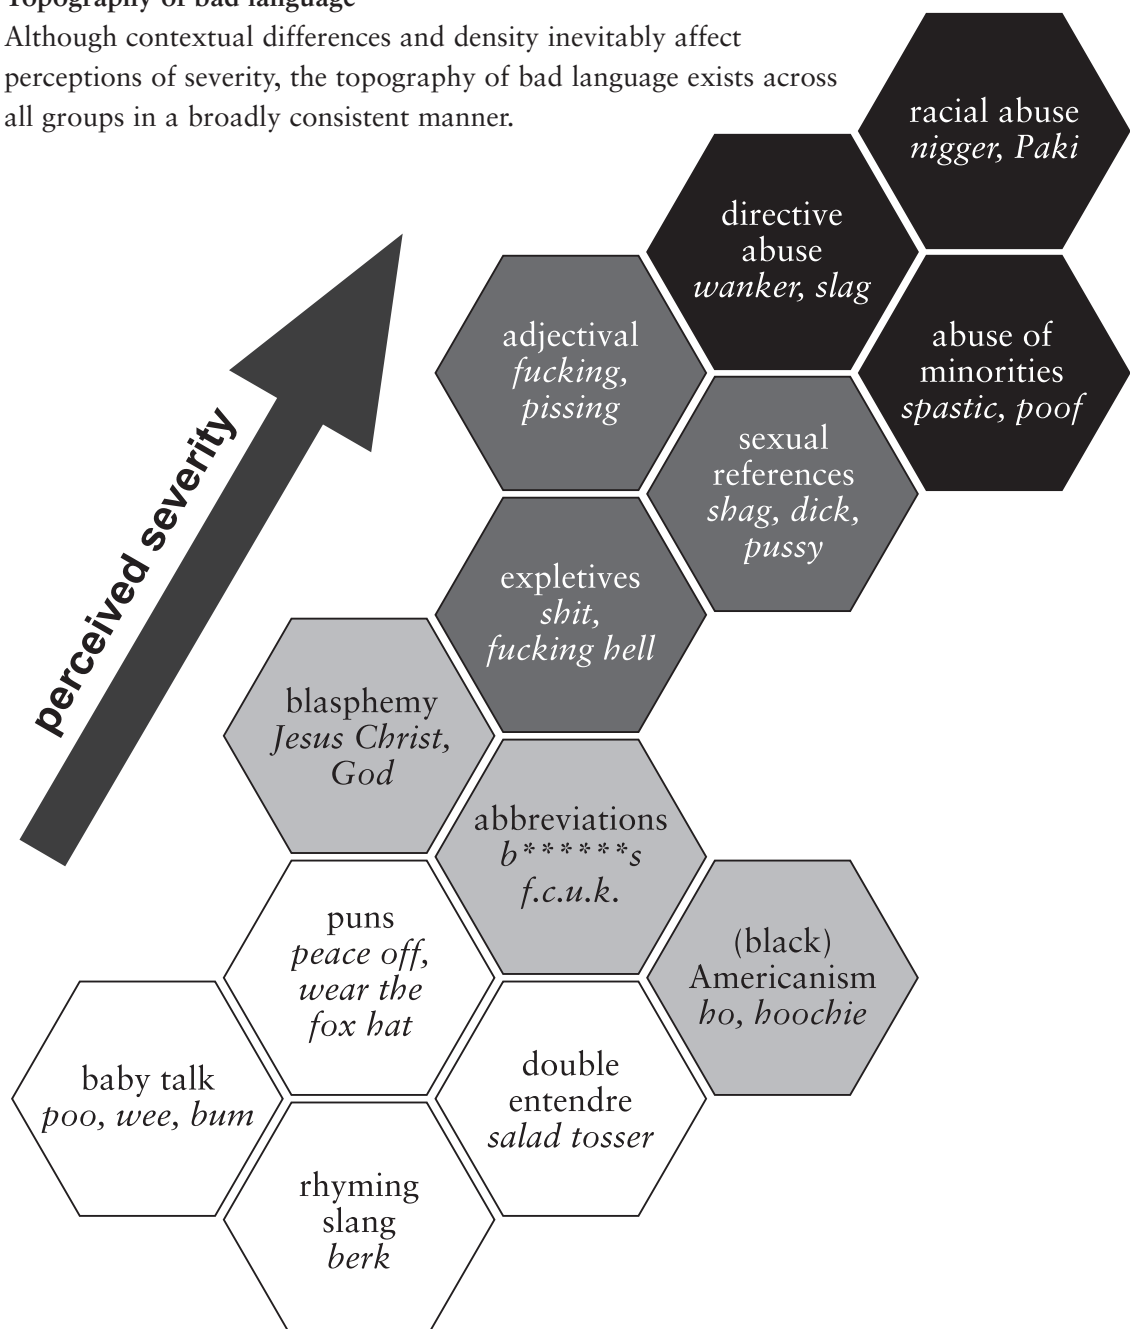 Topography of bad language
Although contextual differences and density inevitably affect
perceptions of severity, the topography of bad language exists across
all groups in a broadly consistent manner.
racial abuse
nigger, Paki
directive
abuse
wanker, slag
abuse of
minorities
spastic, poof
adjectival
fucking,
pissing
sexual
references
shag, dick,
pussy
perceived severity
expletives
shit,
fucking hell
blasphemy
Jesus Christ,
God
abbreviations
b******s
f.c.u.k.
(black)
Americanism
ho, hoochie
puns
peace off,
wear the
fox hat
double
entendre
salad tosser
baby talk
poo, wee, bum
rhyming
slang
berk